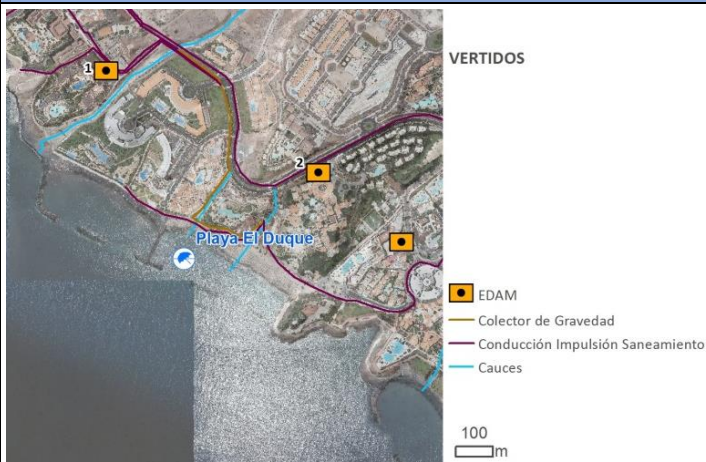 VERTIDOS
1
2
Playa El Duque
EDAM
Colector de Gravedad
Conducción Impulsión Saneamiento
Cauces
100
m